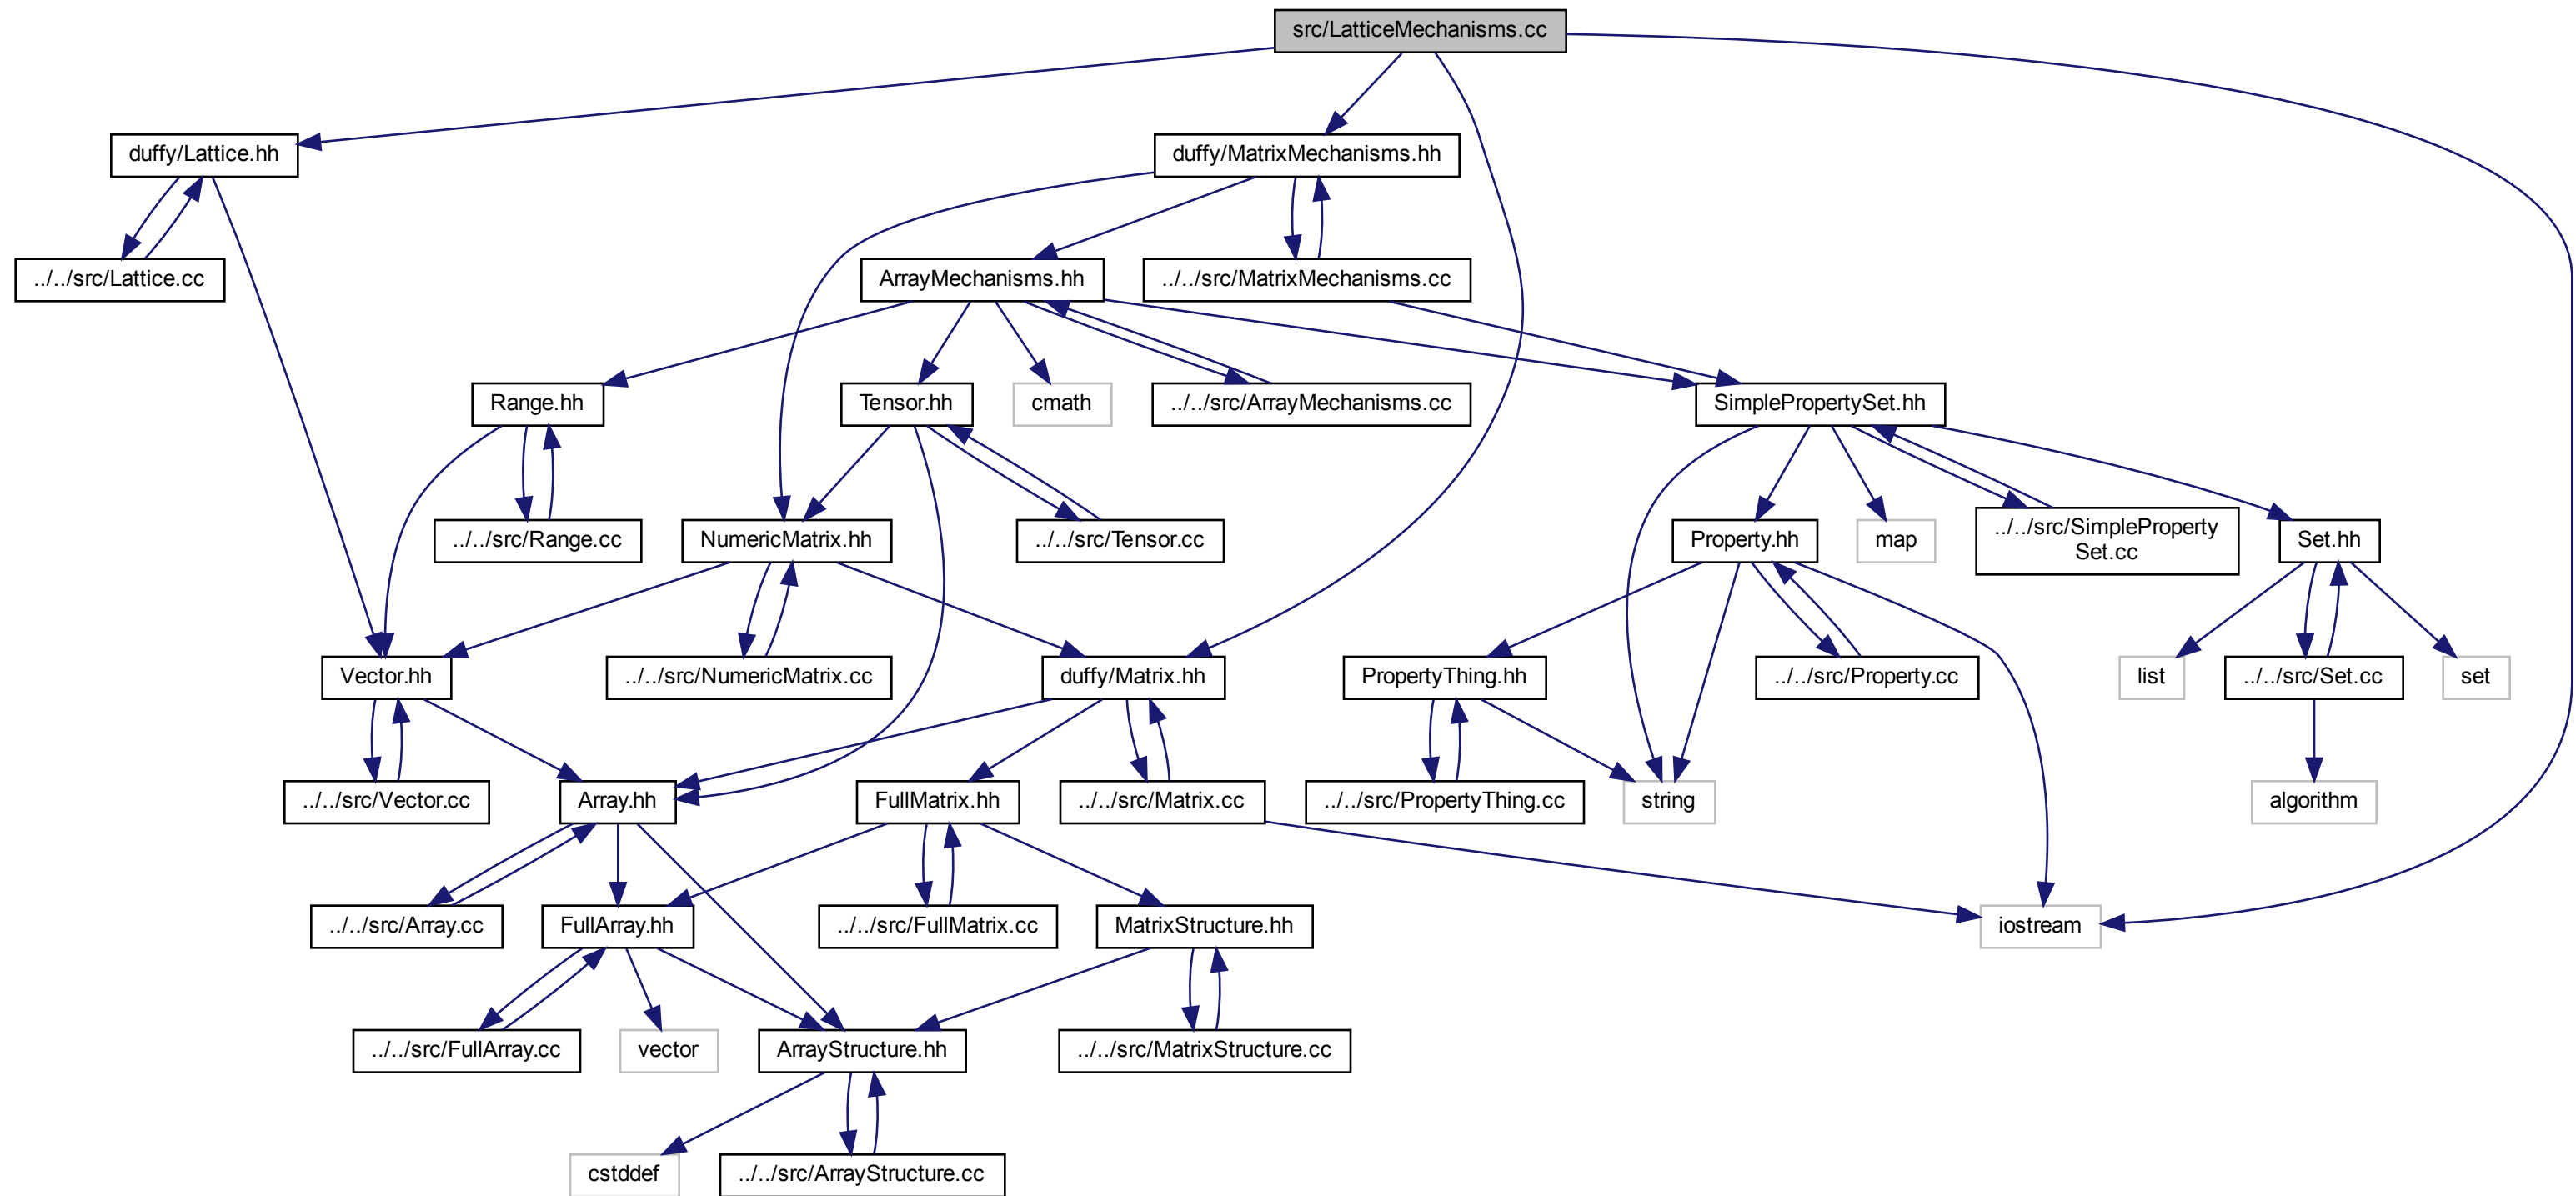 src/LatticeMechanisms.cc
duffy/Lattice.hh
duffy/MatrixMechanisms.hh
../../src/Lattice.cc
ArrayMechanisms.hh
../../src/MatrixMechanisms.cc
Range.hh
Tensor.hh
cmath
../../src/ArrayMechanisms.cc
SimplePropertySet.hh
../../src/Range.cc
NumericMatrix.hh
../../src/Tensor.cc
Property.hh
map
../../src/SimpleProperty
Set.cc
Set.hh
Vector.hh
../../src/NumericMatrix.cc
duffy/Matrix.hh
PropertyThing.hh
../../src/Property.cc
list
../../src/Set.cc
set
../../src/Vector.cc
Array.hh
FullMatrix.hh
../../src/Matrix.cc
../../src/PropertyThing.cc
string
algorithm
../../src/Array.cc
FullArray.hh
../../src/FullMatrix.cc
MatrixStructure.hh
iostream
../../src/FullArray.cc
vector
ArrayStructure.hh
../../src/MatrixStructure.cc
cstddef
../../src/ArrayStructure.cc